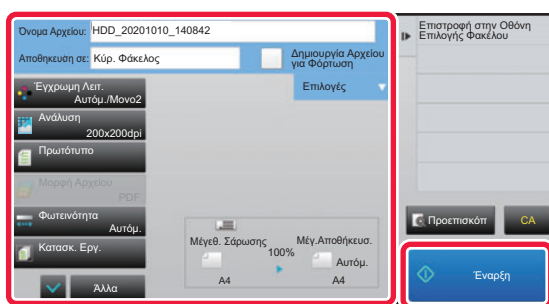 Όνομα Αρχείου: HDD_20201010_140842
Αποθηκευση σε: Κύρ. Φάκελος
Δημιουργία Αρχείου
για Φόρτωση
Επιλογές
Έγχρωμη Λειτ.
Αυτόμ./Μονο2
Ανάλυση
200x200dpi
Πρωτότυπο
Μορφή Αρχείου
PDF
Φωτεινότητα
Αυτόμ.
Κατασκ. Εργ.
Άλλα
Μέγεθ. Σάρωσης
100%
Μέγ.Αποθήκευσ.
Αυτόμ.
A4
A4
Επιστροφή στην Οθόνη
Επιλογής Φακέλου
Προεπισκόπ
CA
Έναρξη